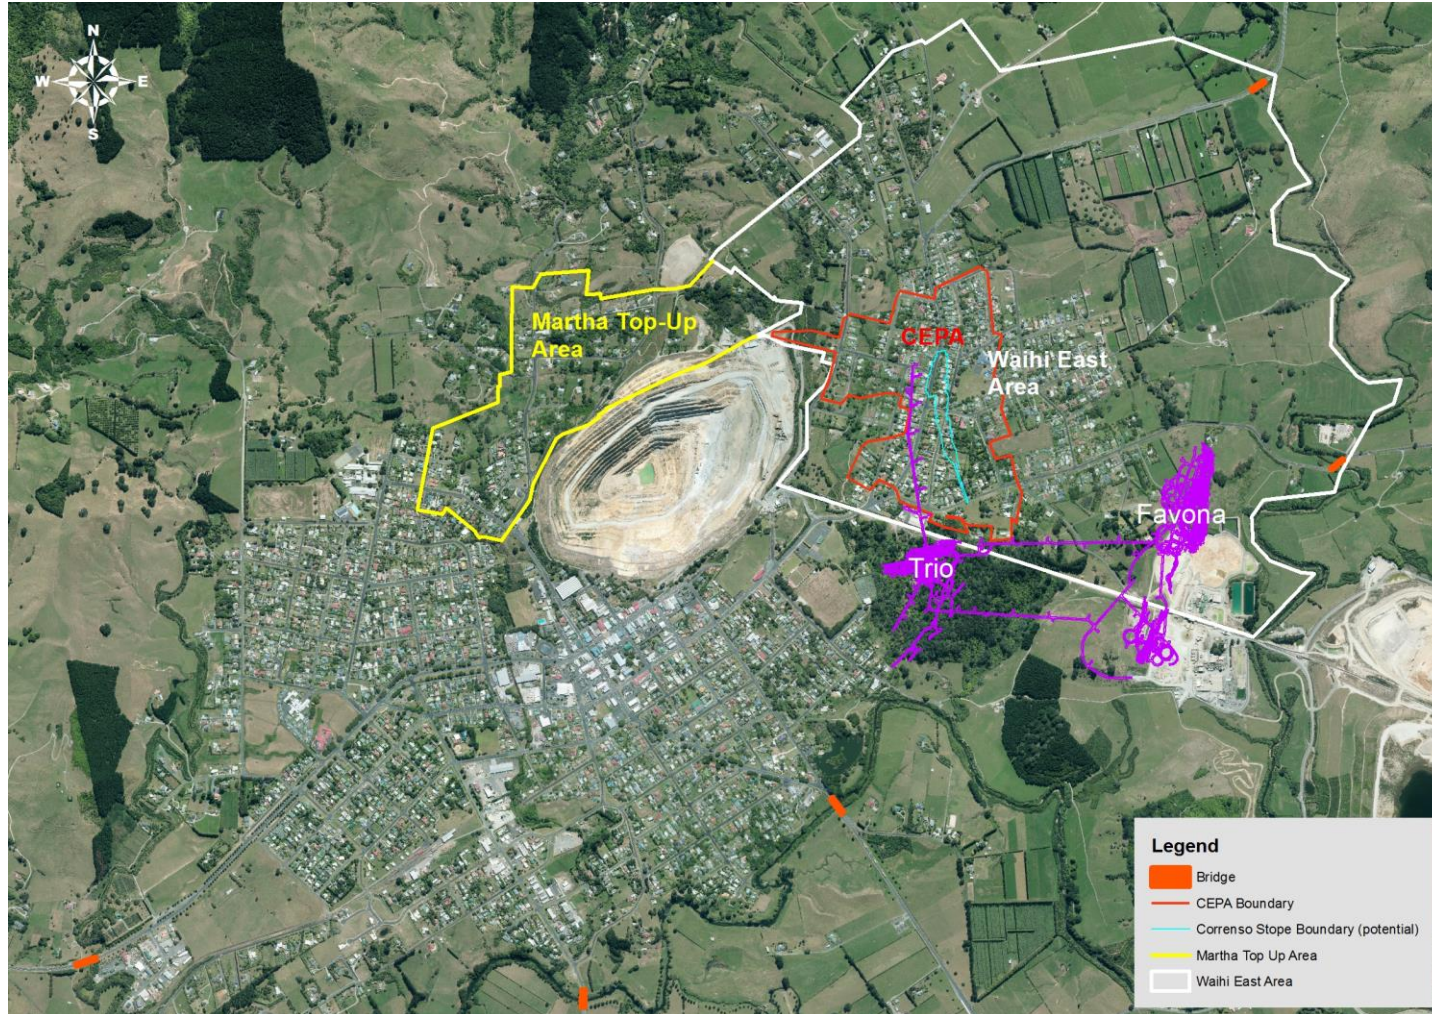 N
W E
S
Martha Top-Up
Area
CEPA
Waihi East
Area
Favona
Trio
Legend
Bridge
CEPA Boundary
Correnso Stope Boundary (potential)
Martha Top Up Area
Waihi East Area